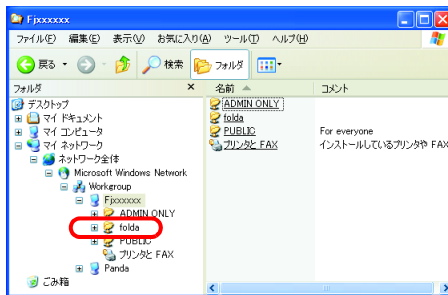 Fjxxxxxx
ファイル(F) 編集(E) 表示(V) お気に入り(A) ツール(T) ヘルプ(H)
戻る 検索 フォルダ
フォルダ × 名前 コメント
デスクトップ
マイ ドキュメント
マイ コンピュータ
マイ ネットワーク
ネットワーク全体
Microsoft Windows Network
Workgroup
Fjxxxxxx
ADMIN ONLY
folda
PUBLIC
プリンタと FAX
Panda
ごみ箱
ADMIN ONLY
folda
PUBLIC For everyone
プリンタと FAX インストールしているプリンタや FAX